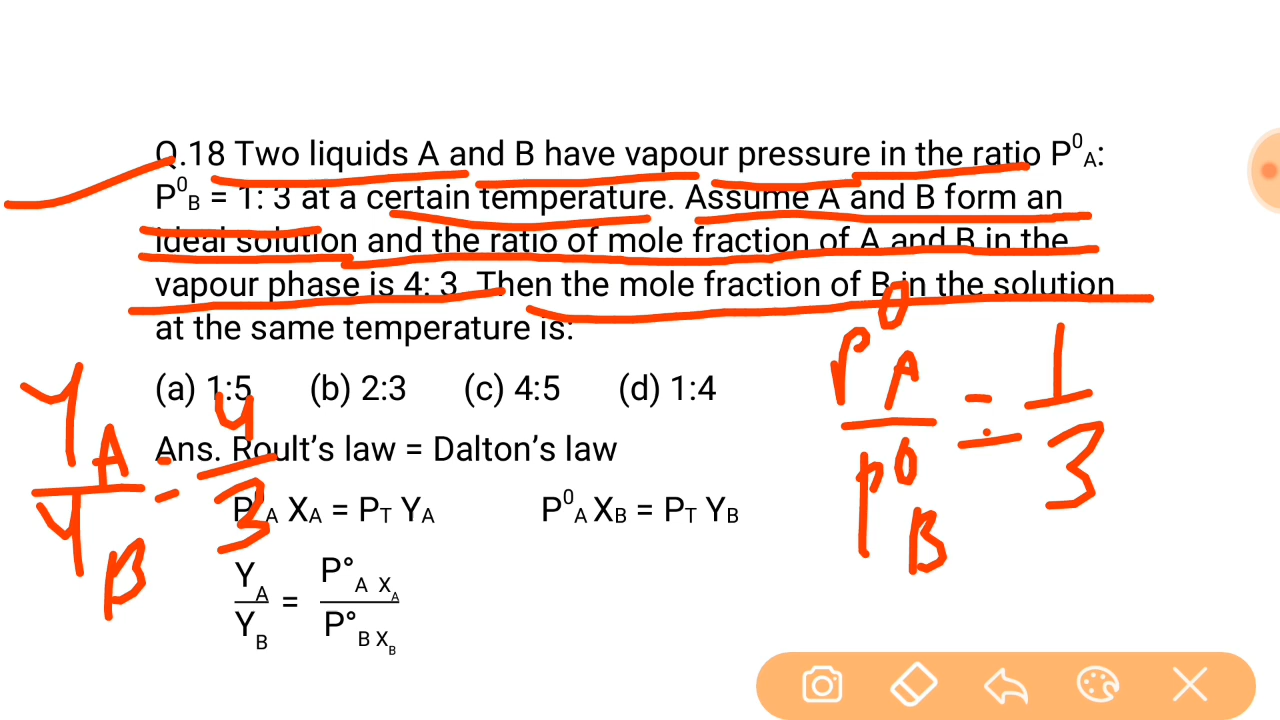 Q.18 Two liquids A and B have vapour pressure in the ratio P⁰A:
P⁰B = 1: 3 at a certain temperature. Assume A and B form an
ideal solution and the ratio of mole fraction of A and B in the
vapour phase is 4: 3. Then the mole fraction of B in the solution
at the same temperature is:
(a) 1:5 (b) 2:3 (c) 4:5 (d) 1:4
Ans. Roult's law = Dalton's law
P⁰A XA = PT YA P⁰A XB = PT YB
YA/YB = P°A XA/P°B XB
YA/YB = 4/3
P⁰A/P⁰B = 1/3